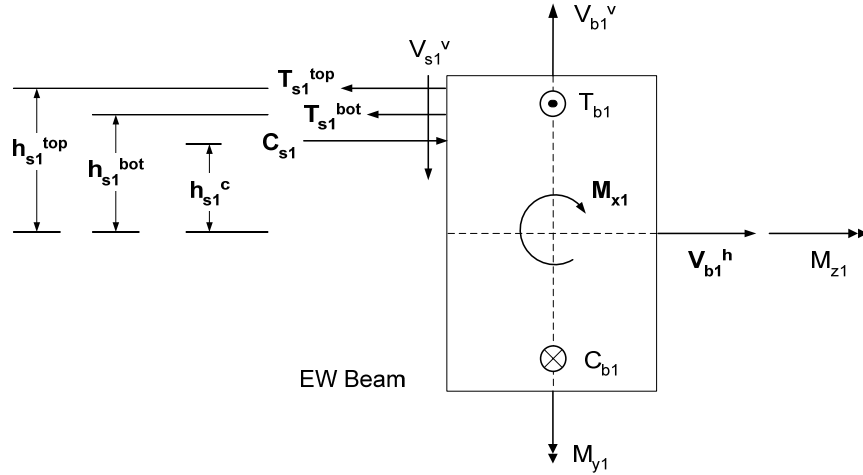 V_b1^v
V_s1^v
T_s1^top
T_b1
T_s1^bot
C_s1
h_s1^top
h_s1^bot
h_s1^c
M_x1
V_b1^h
M_z1
C_b1
EW Beam
M_y1